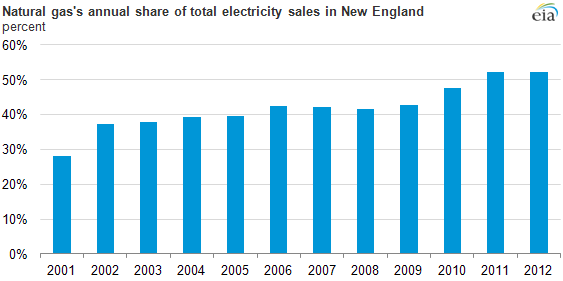 Natural gas's annual share of total electricity sales in New England
percent
eia
60%
50%
40%
30%
20%
10%
0%
2001 2002 2003 2004 2005 2006 2007 2008 2009 2010 2011 2012